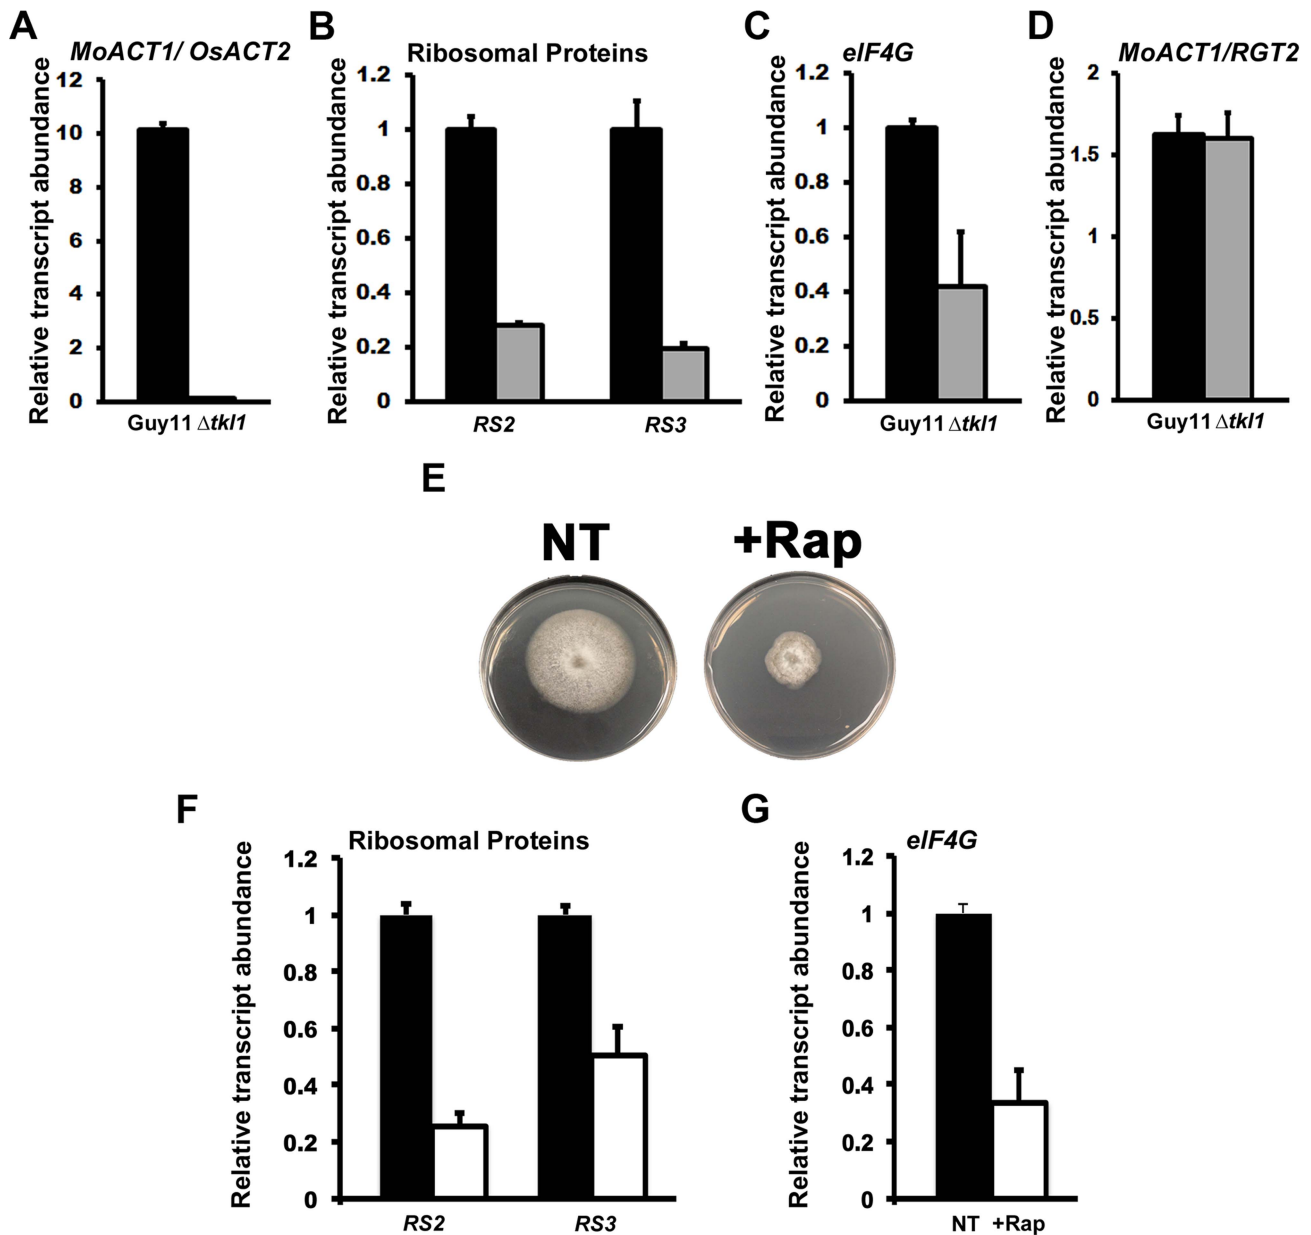 A
MoACT1/ OsACT2
Relative transcript abundance
12
10
8
6
4
2
0
Guy11 Δtkl1
B
Ribosomal Proteins
Relative transcript abundance
1.2
1
0.8
0.6
0.4
0.2
0
RS2
RS3
C
eIF4G
Relative transcript abundance
1.2
1
0.8
0.6
0.4
0.2
0
Guy11 Δtkl1
D
MoACT1/RGT2
Relative transcript abundance
2
1.5
1
0.5
0
Guy11 Δtkl1
E
NT
+Rap
F
Ribosomal Proteins
Relative transcript abundance
1.2
1
0.8
0.6
0.4
0.2
0
RS2
RS3
G
eIF4G
Relative transcript abundance
1.2
1
0.8
0.6
0.4
0.2
0
NT +Rap